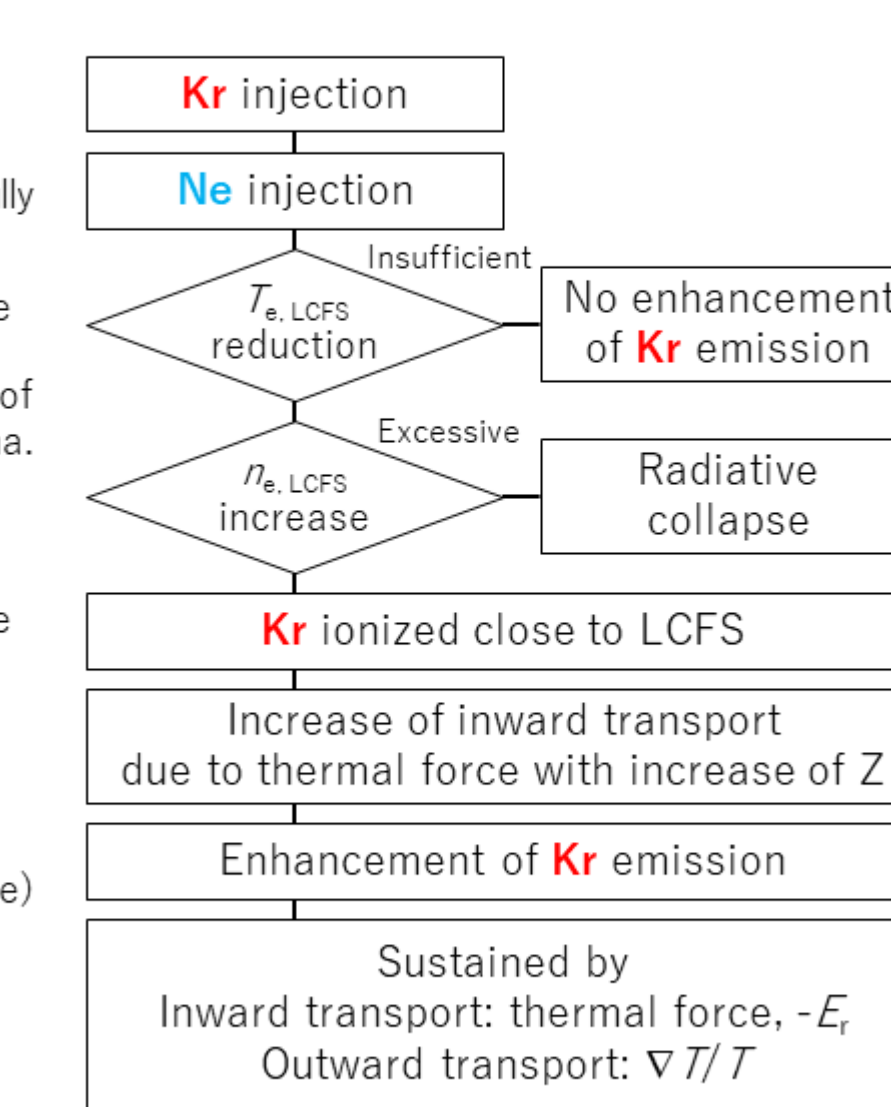 Kr injection
lly
Ne injection
Insufficient
e
T e, LCFS
reduction
No enhancement
of Kr emission
of
a.
Excessive
n e, LCFS
increase
Radiative
collapse
e
Kr ionized close to LCFS
Increase of inward transport
due to thermal force with increase of Z
Enhancement of Kr emission
e)
Sustained by
Inward transport: thermal force, -Er
Outward transport: ∇T/T